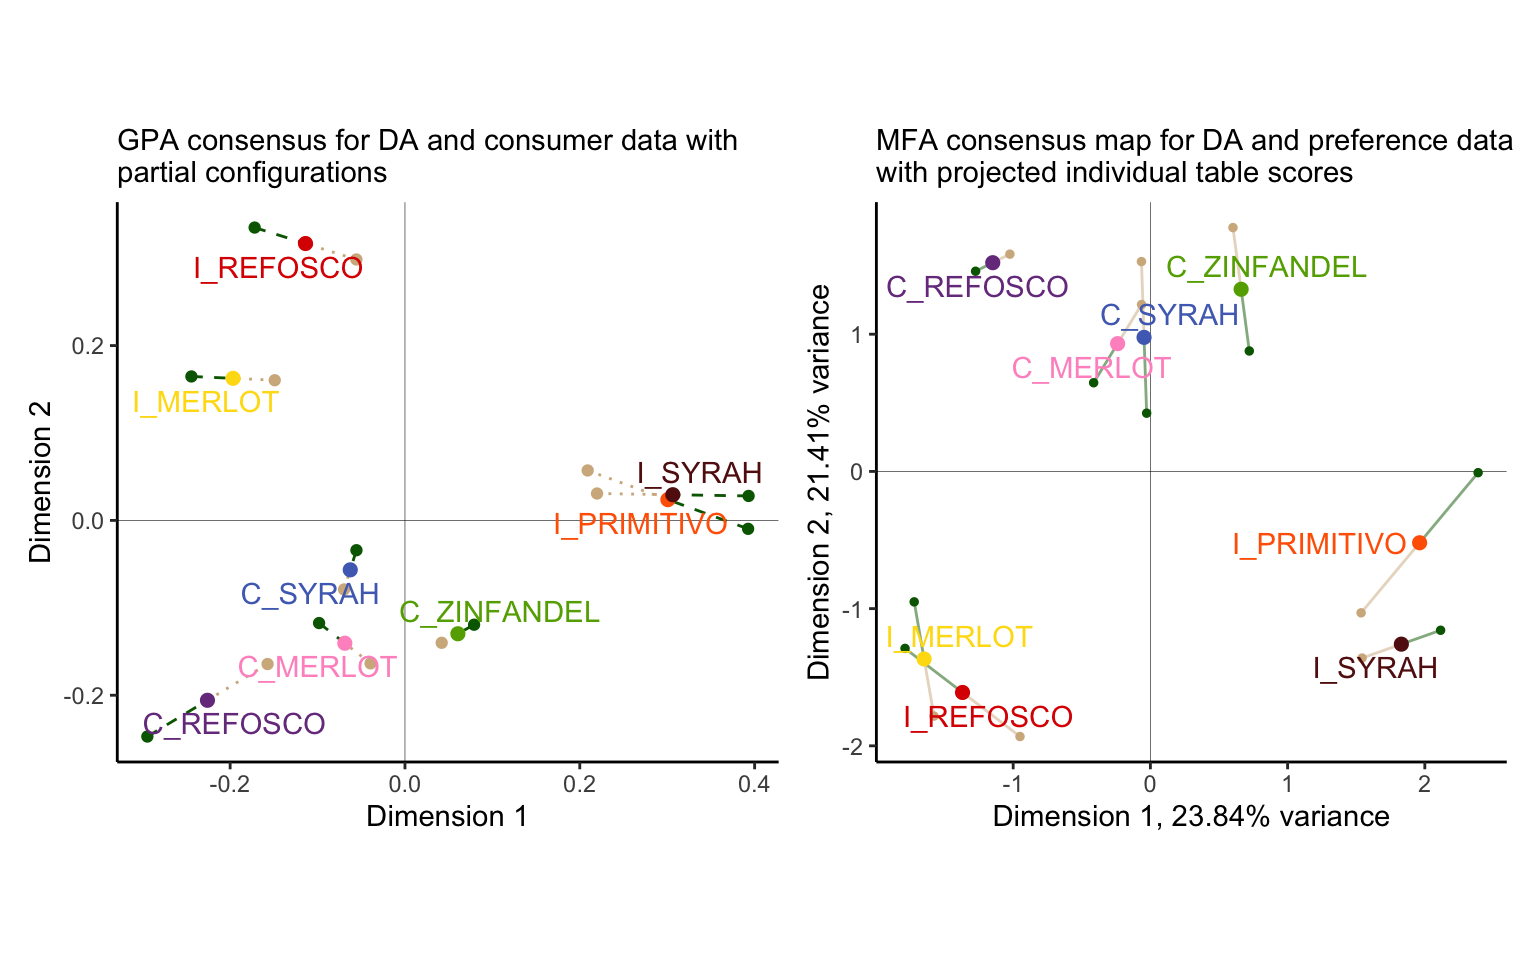 GPA consensus for DA and consumer data with
partial configurations
I_REFOSCO
I_MERLOT
I_SYRAH
I_PRIMITIVO
C_SYRAH
C_ZINFANDEL
C_MERLOT
C_REFOSCO
0.2
0.0
-0.2
-0.2
0.0
0.2
0.4
Dimension 1
Dimension 2
MFA consensus map for DA and preference data
with projected individual table scores
C_ZINFANDEL
C_REFOSCO
C_SYRAH
C_MERLOT
I_PRIMITIVO
I_MERLOT
I_SYRAH
I_REFOSCO
1
0
-1
-2
-1
0
1
2
Dimension 1, 23.84% variance
Dimension 2, 21.41% variance